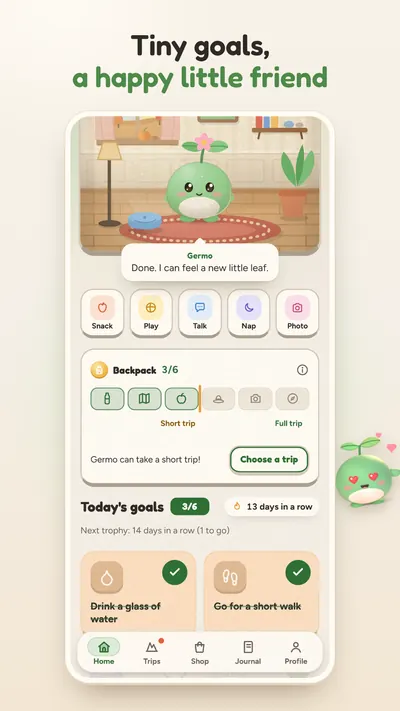 Tiny goals,
a happy little friend
Germo
Done. I can feel a new little leaf.
Snack
Play
Talk
Nap
Photo
Backpack 3/6
Short trip
Full trip
Germo can take a short trip!
Choose a trip
Today's goals 3/6 13 days in a row
Next trophy: 14 days in a row (1 to go)
Drink a glass of
water
Go for a short walk
Home
Trips
Shop
Journal
Profile